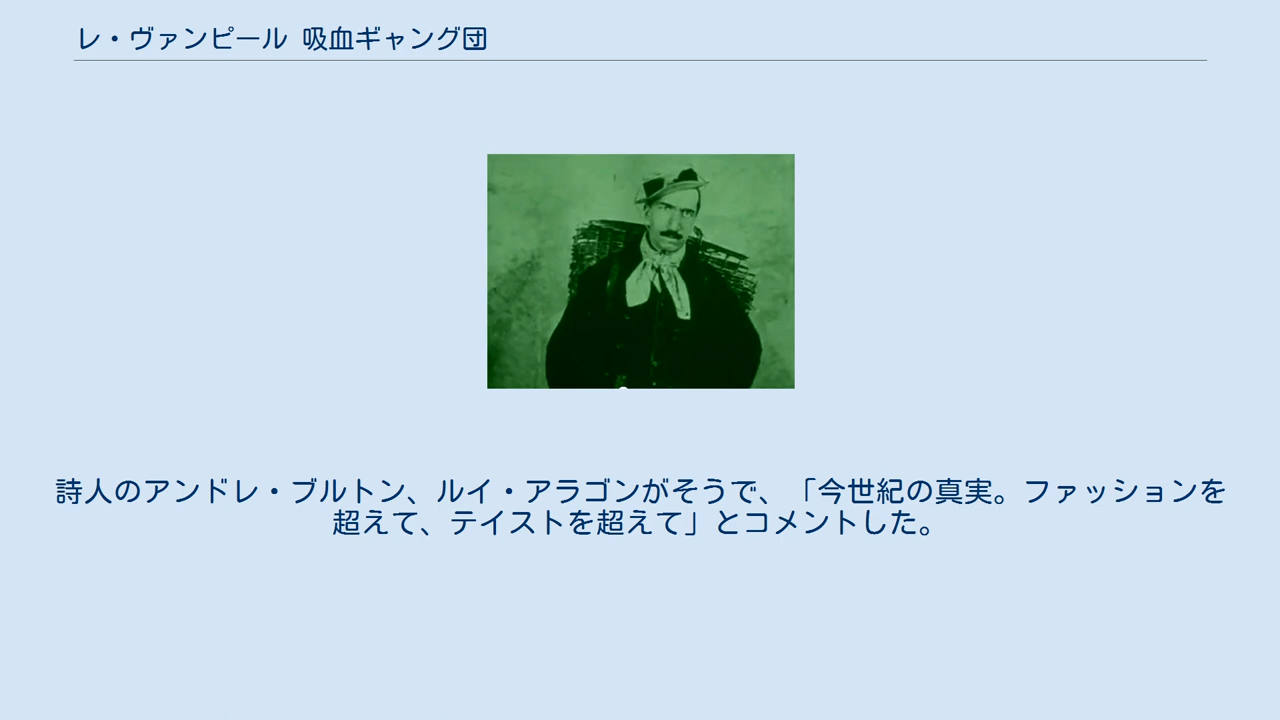 レ・ヴァンピール 吸血ギャング団
詩人のアンドレ・ブルトン、ルイ・アラゴンがそうで、「今世紀の真実。ファッションを
超えて、テイストを超えて」とコメントした。